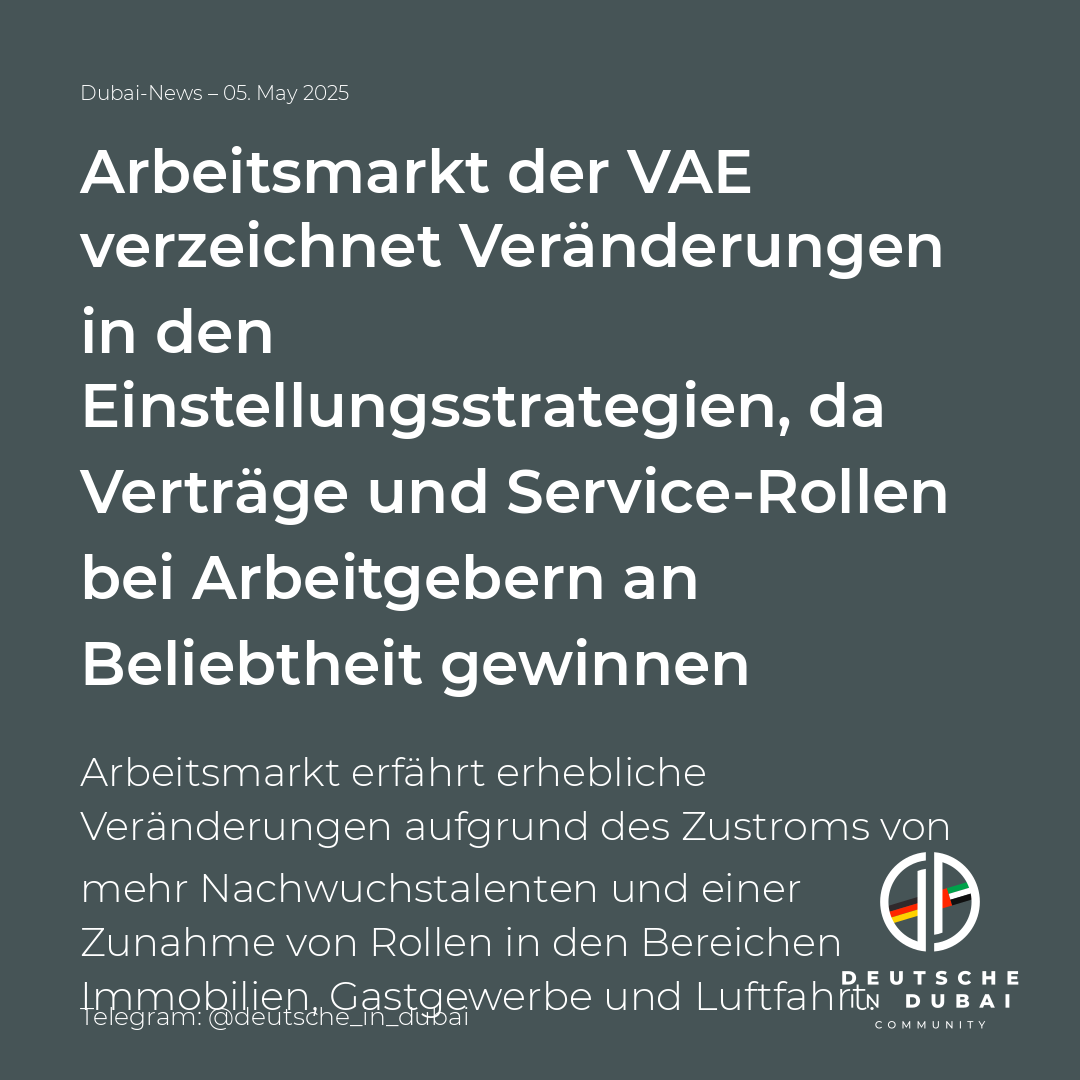 Dubai-News – 05. May 2025
Arbeitsmarkt der VAE
verzeichnet Veränderungen
in den
Einstellungsstrategien, da
Verträge und Service-Rollen
bei Arbeitgebern an
Beliebtheit gewinnen
Arbeitsmarkt erfährt erhebliche
Veränderungen aufgrund des Zustroms von
mehr Nachwuchstalenten und einer
Zunahme von Rollen in den Bereichen
Immobilien, Gastgewerbe und Luftfahrt.
Telegram: @deutsche_in_dubai
DEUTSCHE
IN DUBAI
COMMUNITY